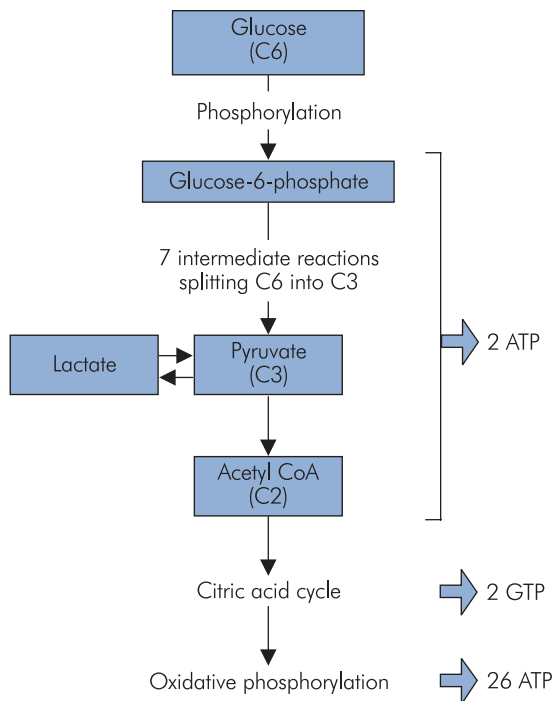 Glucose
(C6)
Phosphorylation
Glucose-6-phosphate
7 intermediate reactions
splitting C6 into C3
2 ATP
Lactate
Pyruvate
(C3)
Acetyl CoA
(C2)
Citric acid cycle
2 GTP
Oxidative phosphorylation
26 ATP